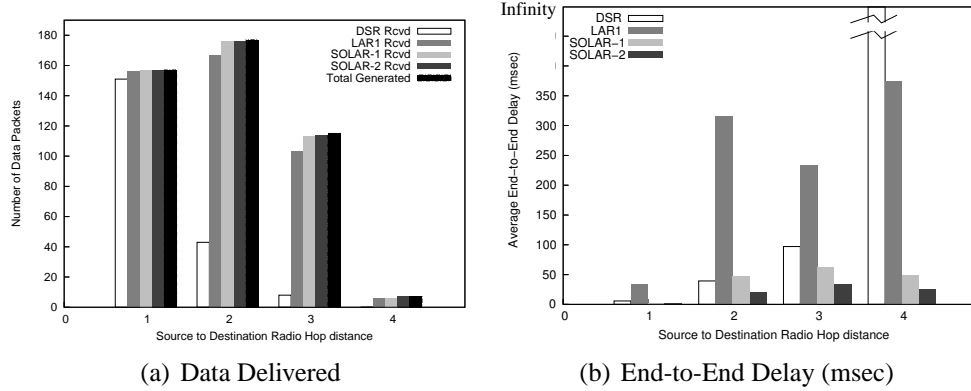 180
160
140
120
100
80
60
40
20
0
Number of Data Packets
DSR Rcvd
LAR1 Rcvd
SOLAR-1 Rcvd
SOLAR-2 Rcvd
Total Generated
0 1 2 3 4
Source to Destination Radio Hop distance
(a) Data Delivered
Infinity
350
300
250
200
150
100
50
0
Average End-to-End Delay (msec)
DSR
LAR1
SOLAR-1
SOLAR-2
0 1 2 3 4
Source to Destination Radio Hop distance
(b) End-to-End Delay (msec)